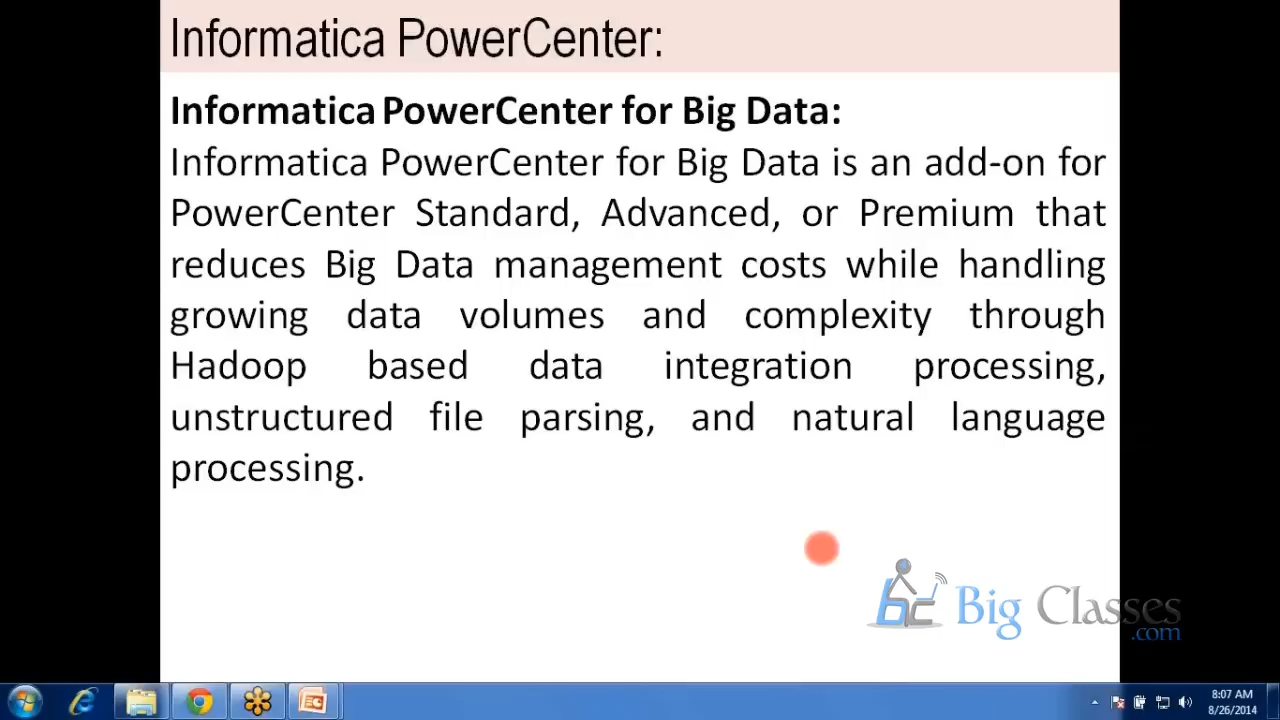 Informatica PowerCenter:
Informatica PowerCenter for Big Data:
Informatica PowerCenter for Big Data is an add-on for
PowerCenter Standard, Advanced, or Premium that
reduces Big Data management costs while handling
growing data volumes and complexity through
Hadoop based data integration processing,
unstructured file parsing, and natural language
processing.
bc Big Classes
.com
8:07 AM
8/26/2014